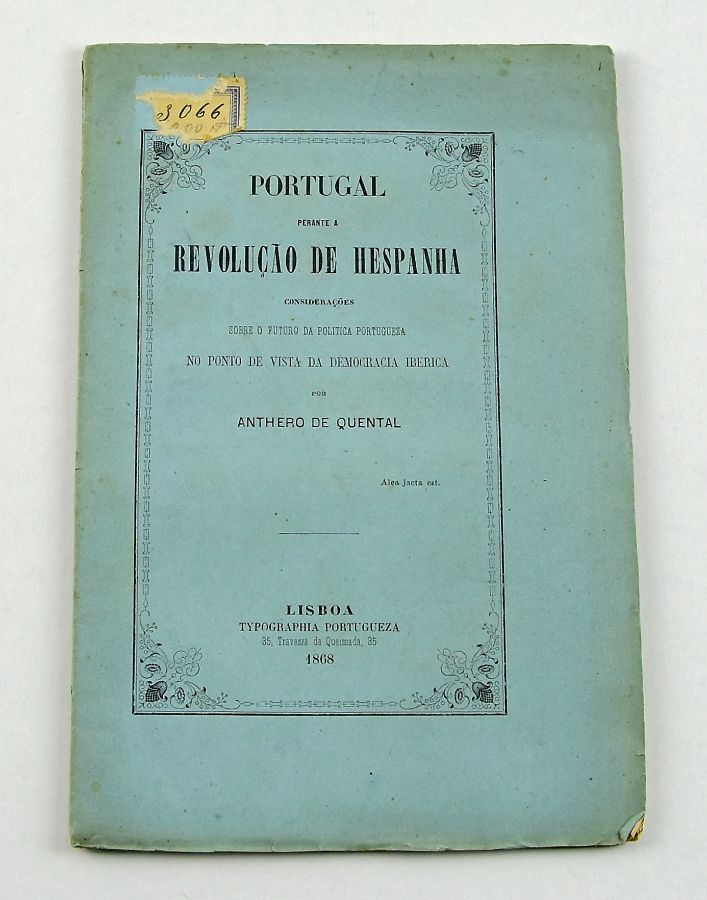 3066
PORTUGAL
PERANTE A
REVOLUÇÃO DE HESPANHA
CONSIDERAÇÕES
SOBRE O FUTURO DA POLITICA PORTUGUEZA
NO PONTO DE VISTA DA DEMOCRACIA IBERICA
POR
ANTHERO DE QUENTAL
Alea jacta est.
LISBOA
TYPOGRAPHIA PORTUGUEZA
35, Travessa da Queimada, 35
1868